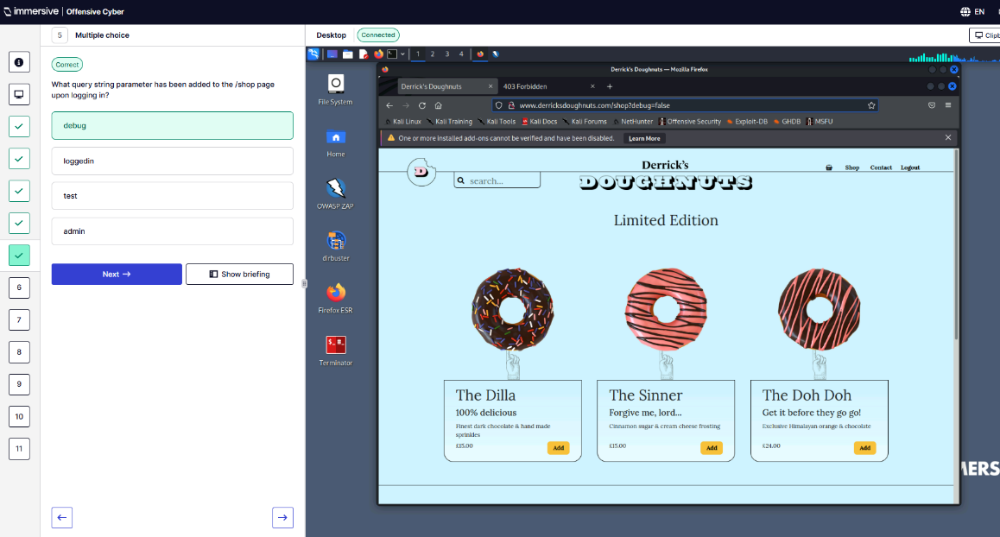 immersive | Offensive Cyber
EN
5 Multiple choice
Desktop Connected
Correct
What query string parameter has been added to the /shop page
upon logging in?
debug
loggedin
test
admin
Next →
Show briefing
6
7
8
9
10
11
1 2 3 4
File System
Home
OWASP ZAP
dirbuster
Firefox ESR
Terminator
Derrick's Doughnuts — Mozilla Firefox
Derrick's Doughnuts
403 Forbidden
www.derricksdoughnuts.com/shop?debug=false
Kali Linux Kali Training Kali Tools Kali Docs Kali Forums NetHunter Offensive Security Exploit-DB GHDB MSFU
One or more installed add-ons cannot be verified and have been disabled. Learn More
D
search...
Derrick's
DOUGHNUTS
Shop Contact Logout
Limited Edition
The Dilla
100% delicious
Finest dark chocolate & hand made
sprinkles
£15.00 Add
The Sinner
Forgive me, lord...
Cinnamon sugar & cream cheese frosting
£15.00 Add
The Doh Doh
Get it before they go go!
Exclusive Himalayan orange & chocolate
£24.00 Add